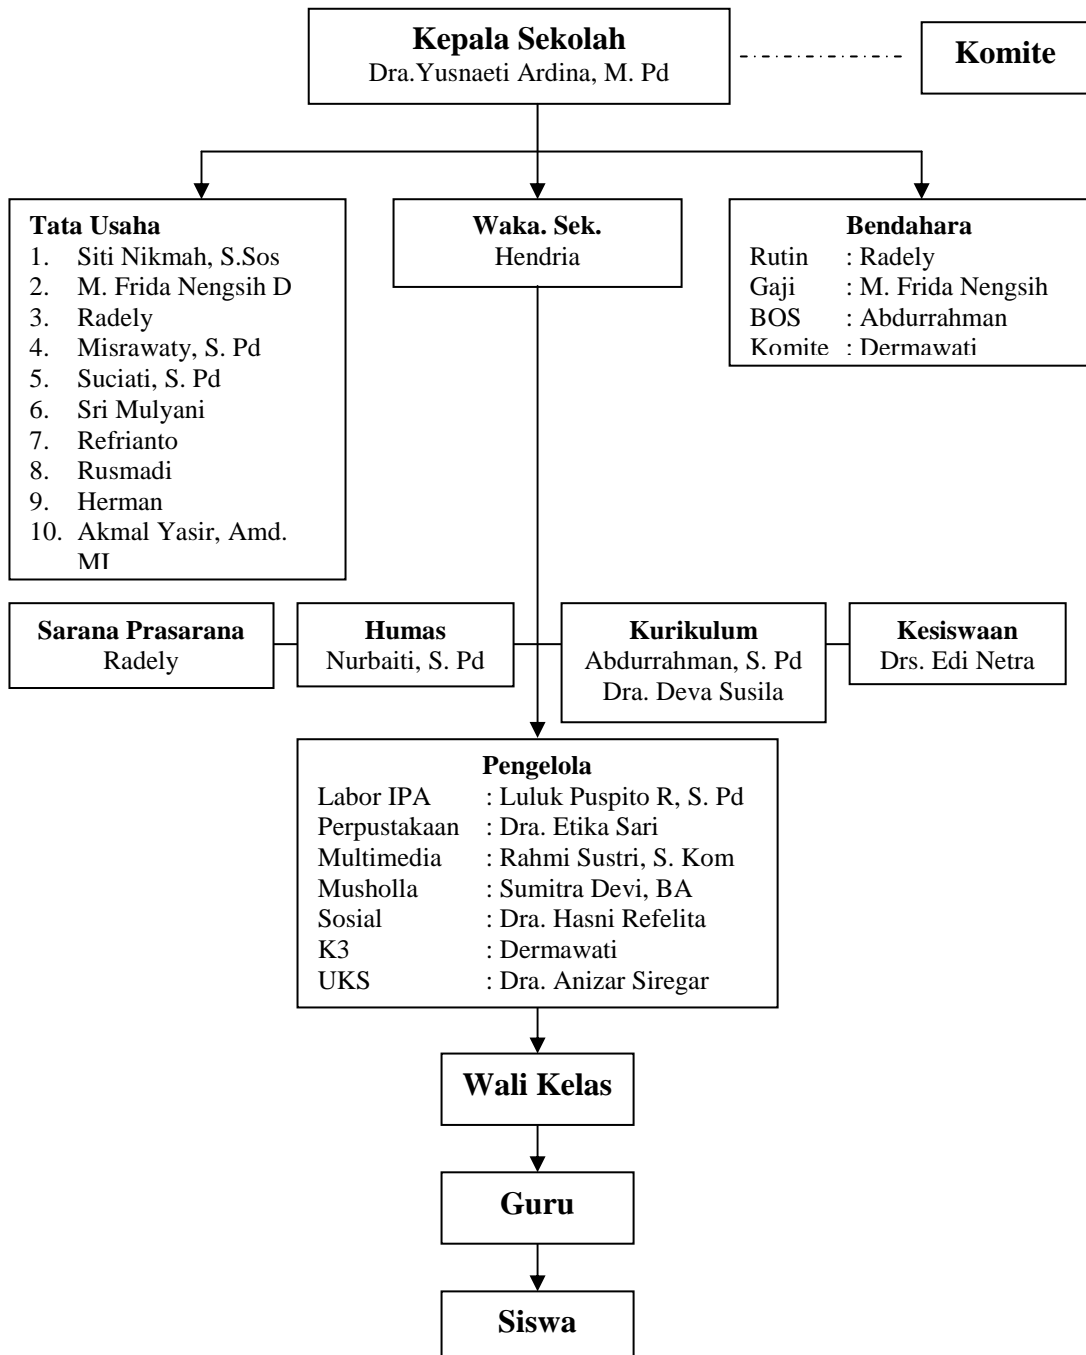 Kepala Sekolah
Dra.Yusnaeti Ardina, M. Pd
Komite
Tata Usaha
1. Siti Nikmah, S.Sos
2. M. Frida Nengsih D
3. Radely
4. Misrawaty, S. Pd
5. Suciati, S. Pd
6. Sri Mulyani
7. Refrianto
8. Rusmadi
9. Herman
10. Akmal Yasir, Amd.
MI
Waka. Sek.
Hendria
Bendahara
Rutin : Radely
Gaji : M. Frida Nengsih
BOS : Abdurrahman
Komite : Dermawati
Sarana Prasarana
Radely
Humas
Nurbaiti, S. Pd
Kurikulum
Abdurrahman, S. Pd
Dra. Deva Susila
Kesiswaan
Drs. Edi Netra
Pengelola
Labor IPA : Luluk Puspito R, S. Pd
Perpustakaan : Dra. Etika Sari
Multimedia : Rahmi Sustri, S. Kom
Musholla : Sumitra Devi, BA
Sosial : Dra. Hasni Refelita
K3 : Dermawati
UKS : Dra. Anizar Siregar
Wali Kelas
Guru
Siswa